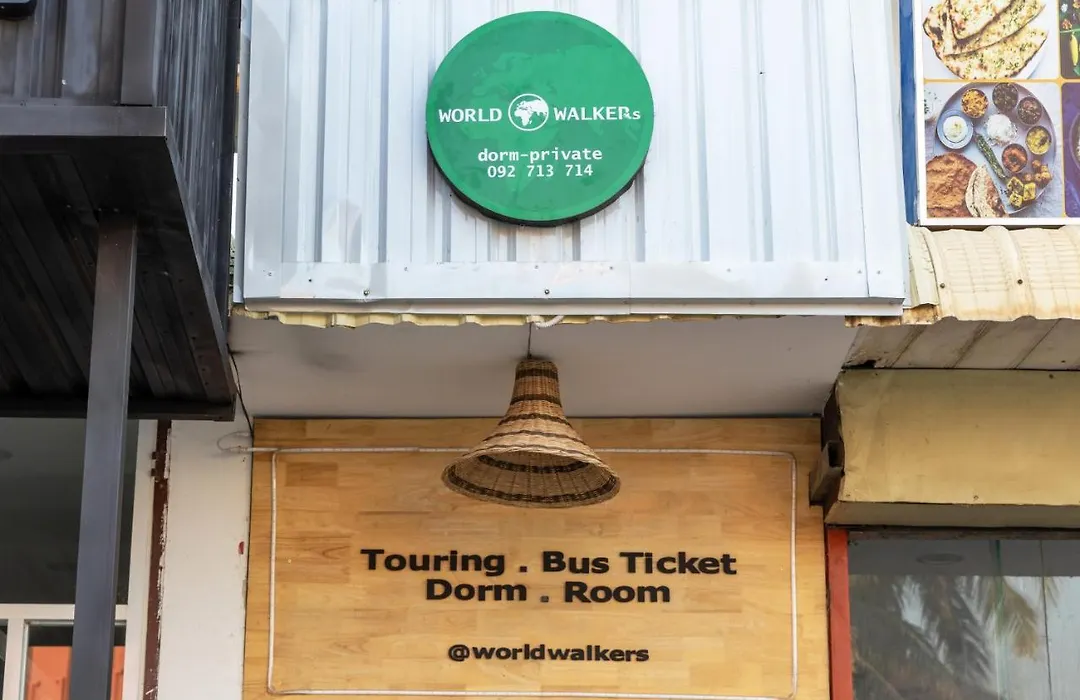 WORLD WALKERs
dorm-private
092 713 714
Touring . Bus Ticket
Dorm . Room
@worldwalkers